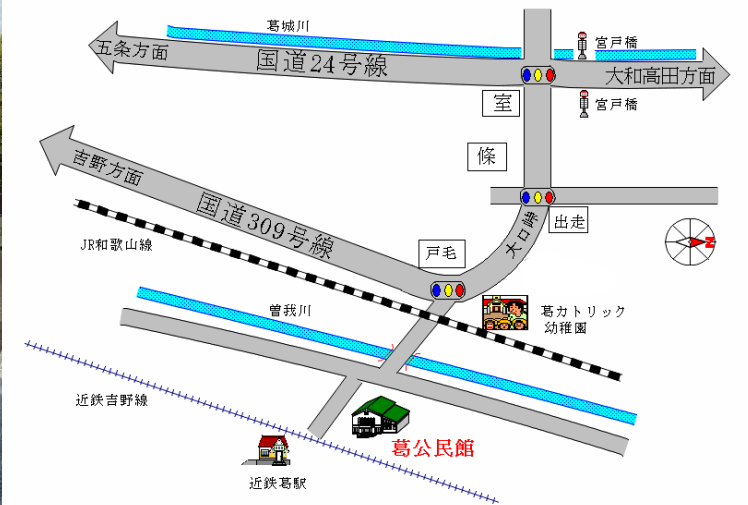 葛城川
宮戸橋
五条方面
国道24号線
大和高田方面
室
宮戸橋
條
吉野方面
国道309号線
大口峠
出走
戸毛
N
JR和歌山線
曽我川
葛カトリック
幼稚園
近鉄吉野線
葛公民館
近鉄葛駅